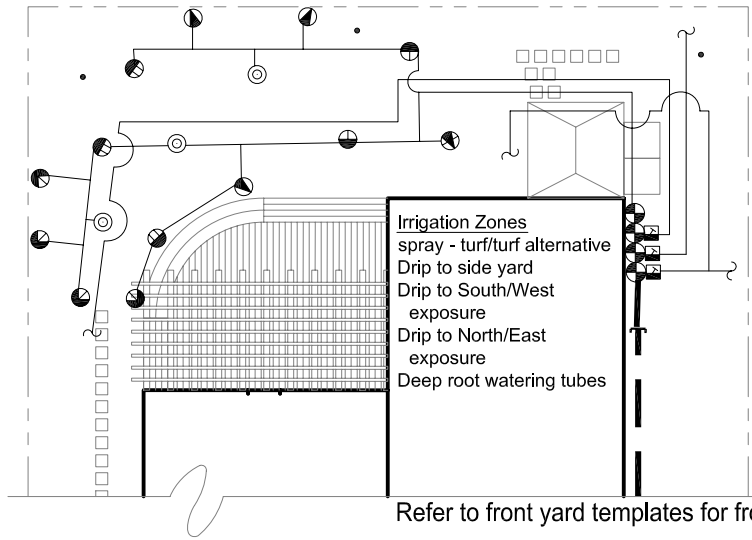 Irrigation Zones
spray - turf/turf alternative
Drip to side yard
Drip to South/West
exposure
Drip to North/East
exposure
Deep root watering tubes
Refer to front yard templates for